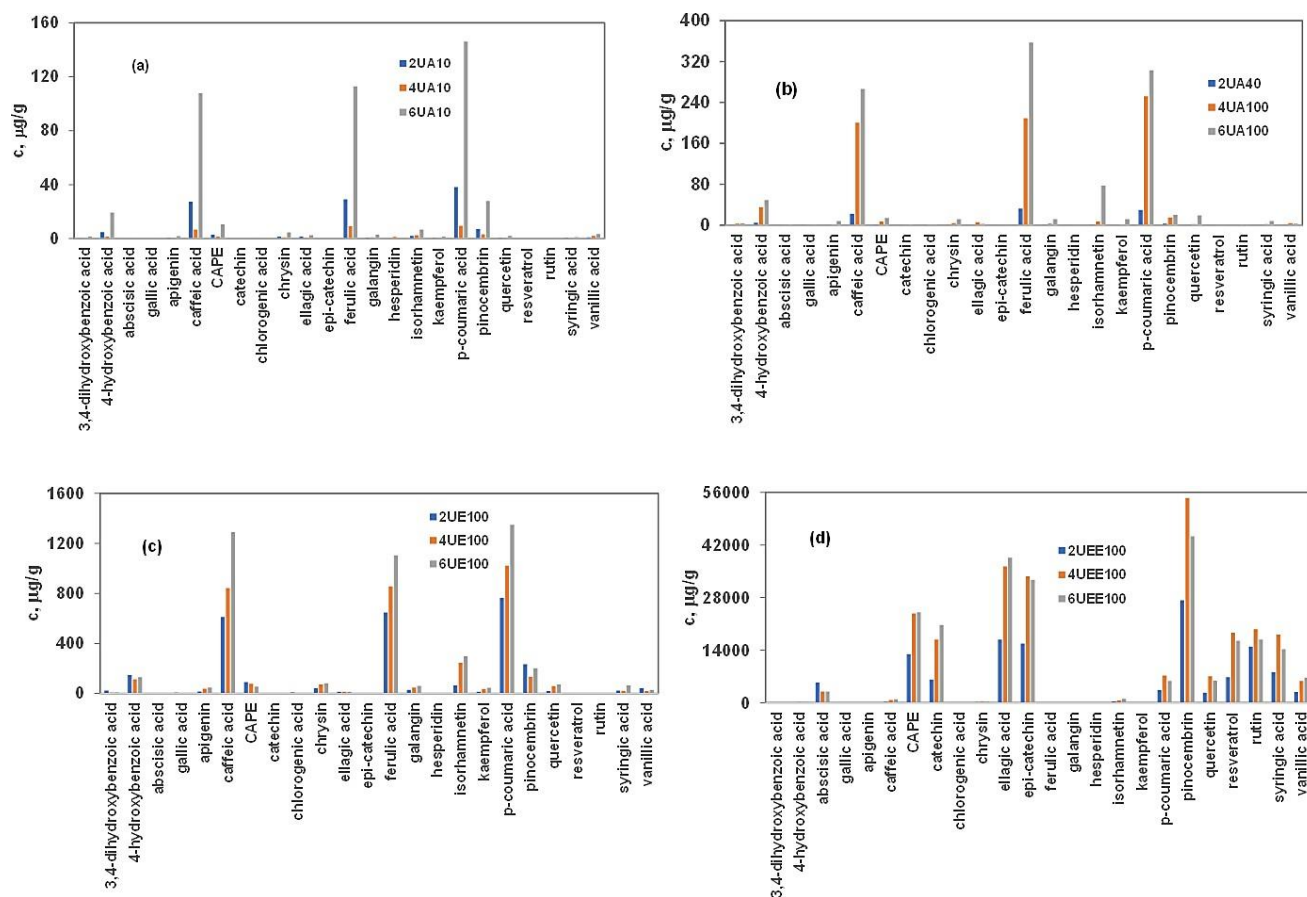 160
120
80
40
0
c, µg/g
(a)
2UA10
4UA10
6UA10
3,4-dihydroxybenzoic acid
4-hydroxybenzoic acid
abscisic acid
gallic acid
apigenin
caffeic acid
CAPE
catechin
chlorogenic acid
chrysin
ellagic acid
epi-catechin
ferulic acid
galangin
hesperidin
isorhamnetin
kaempferol
p-coumaric acid
pinocembrin
quercetin
resveratrol
rutin
syringic acid
vanillic acid
400
320
240
160
80
0
c, µg/g
(b)
2UA40
4UA100
6UA100
3,4-dihydroxybenzoic acid
4-hydroxybenzoic acid
abscisic acid
gallic acid
apigenin
caffeic acid
CAPE
catechin
chlorogenic acid
chrysin
ellagic acid
epi-catechin
ferulic acid
galangin
hesperidin
isorhamnetin
kaempferol
p-coumaric acid
pinocembrin
quercetin
resveratrol
rutin
syringic acid
vanillic acid
1600
1200
800
400
0
c, µg/g
(c)
2UE100
4UE100
6UE100
3,4-dihydroxybenzoic acid
4-hydroxybenzoic acid
abscisic acid
gallic acid
apigenin
caffeic acid
CAPE
catechin
chlorogenic acid
chrysin
ellagic acid
epi-catechin
ferulic acid
galangin
hesperidin
isorhamnetin
kaempferol
p-coumaric acid
pinocembrin
quercetin
resveratrol
rutin
syringic acid
vanillic acid
56000
42000
28000
14000
0
c, µg/g
(d)
2UEE100
4UEE100
6UEE100
3,4-dihydroxybenzoic acid
4-hydroxybenzoic acid
abscisic acid
gallic acid
apigenin
caffeic acid
CAPE
catechin
chlorogenic acid
chrysin
ellagic acid
epi-catechin
ferulic acid
galangin
hesperidin
isorhamnetin
kaempferol
p-coumaric acid
pinocembrin
quercetin
resveratrol
rutin
syringic acid
vanillic acid